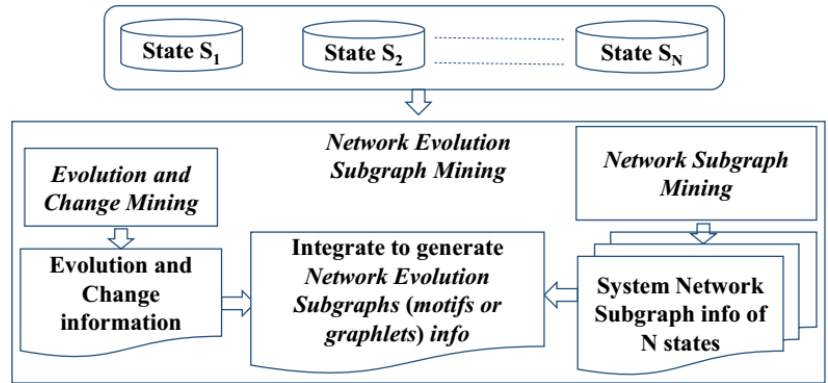 State S1
State S2
State SN
Network Evolution
Subgraph Mining
Evolution and
Change Mining
Network Subgraph
Mining
Evolution and
Change
information
Integrate to generate
Network Evolution
Subgraphs (motifs or
graphlets) info
System Network
Subgraph info of
N states